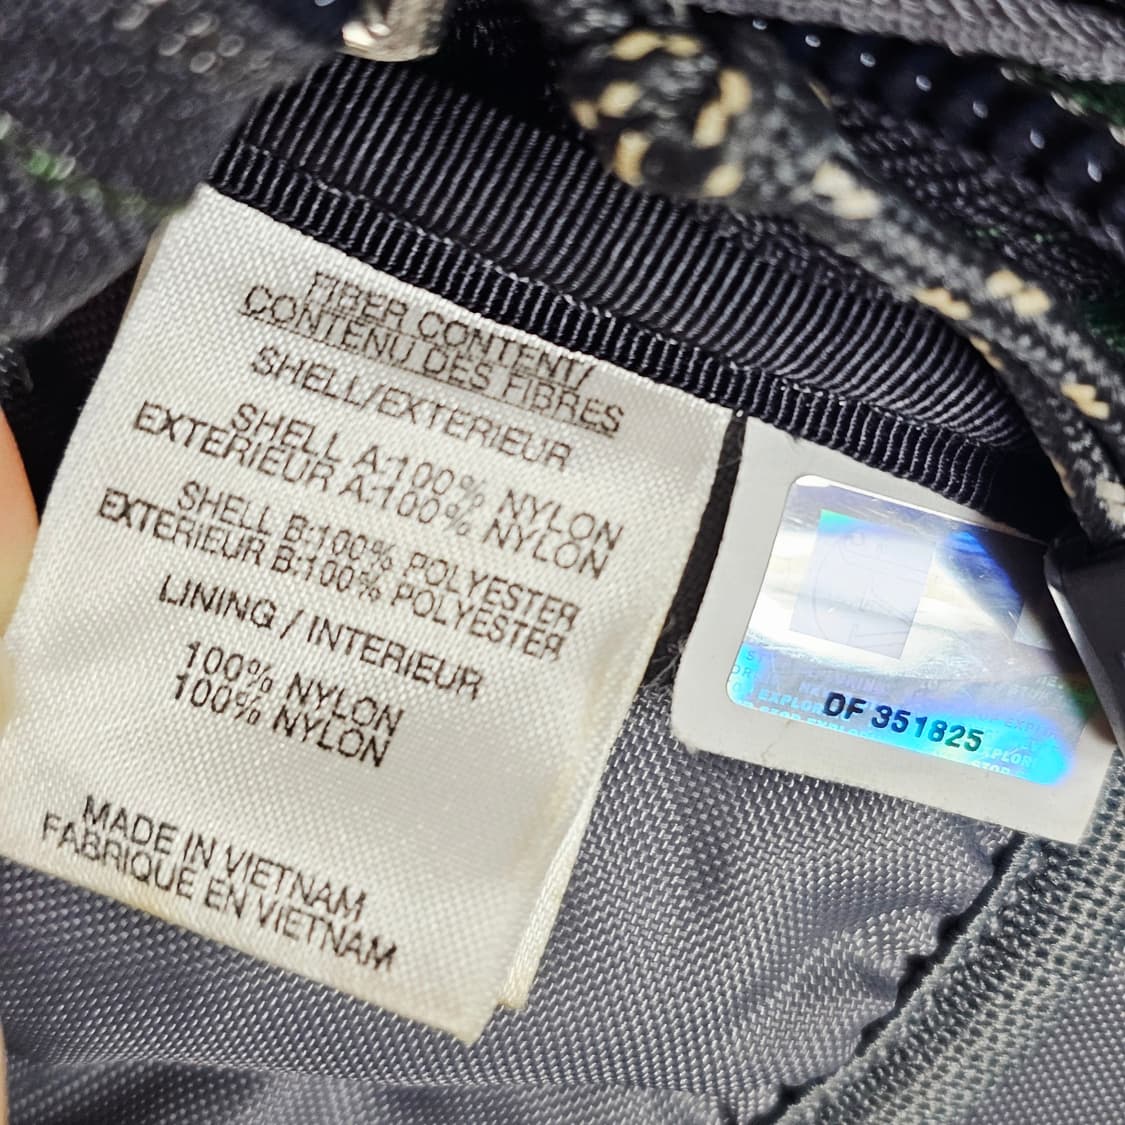 FIBER CONTENT/
CONTENU DES FIBRES
SHELL/EXTERIEUR
SHELL A:100% NYLON
EXTERIEUR A:100% NYLON
SHELL B:100% POLYESTER
EXTERIEUR B:100% POLYESTER
LINING / INTERIEUR
100% NYLON
100% NYLON
MADE IN VIETNAM
FABRIQUE EN VIETNAM
DF 351825